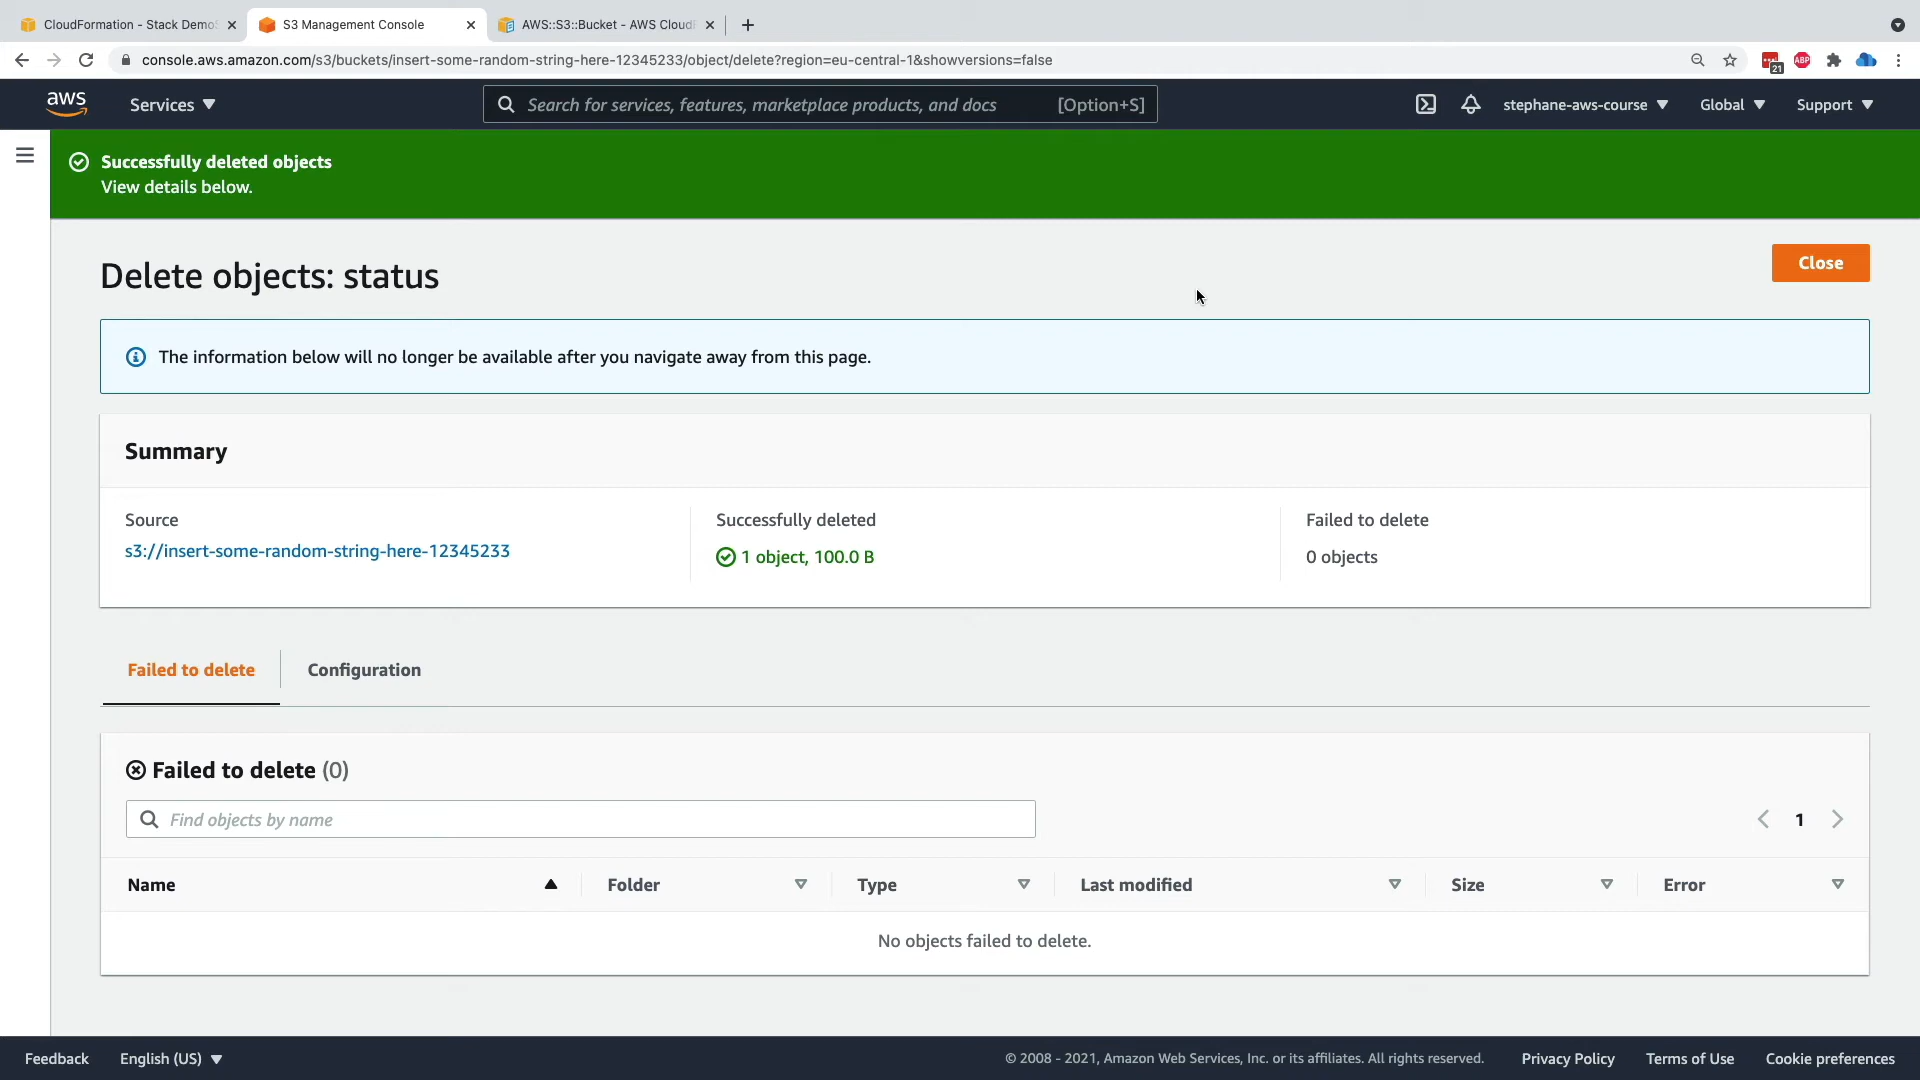 CloudFormation - Stack Demo
S3 Management Console
AWS::S3::Bucket - AWS Cloud
console.aws.amazon.com/s3/buckets/insert-some-random-string-here-12345233/object/delete?region=eu-central-1&showversions=false
21
ABP
aws
Services
Search for services, features, marketplace products, and docs
[Option+S]
stephane-aws-course
Global
Support
Successfully deleted objects
View details below.
Delete objects: status
Close
The information below will no longer be available after you navigate away from this page.
Summary
Source
s3://insert-some-random-string-here-12345233
Successfully deleted
1 object, 100.0 B
Failed to delete
0 objects
Failed to delete
Configuration
Failed to delete (0)
Find objects by name
1
Name
Folder
Type
Last modified
Size
Error
No objects failed to delete.
Feedback
English (US)
© 2008 - 2021, Amazon Web Services, Inc. or its affiliates. All rights reserved.
Privacy Policy
Terms of Use
Cookie preferences